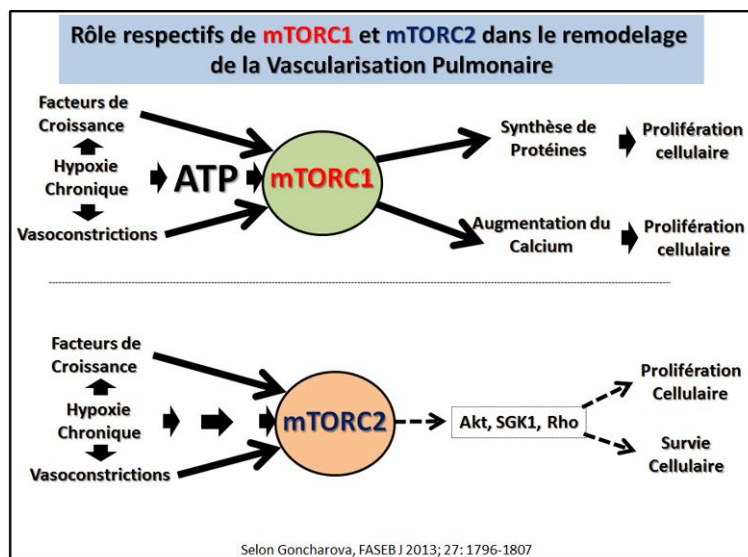 Rôle respectifs de mTORC1 et mTORC2 dans le remodelage
de la Vascularisation Pulmonaire
Facteurs de
Croissance
Hypoxie
Chronique
Vasoconstrictions
ATP
mTORC1
Synthèse de
Protéines
Prolifération
cellulaire
Augmentation du
Calcium
Prolifération
cellulaire
Facteurs de
Croissance
Hypoxie
Chronique
Vasoconstrictions
mTORC2
Akt, SGK1, Rho
Prolifération
Cellulaire
Survie
Cellulaire
Selon Goncharova, FASEB J 2013; 27: 1796-1807